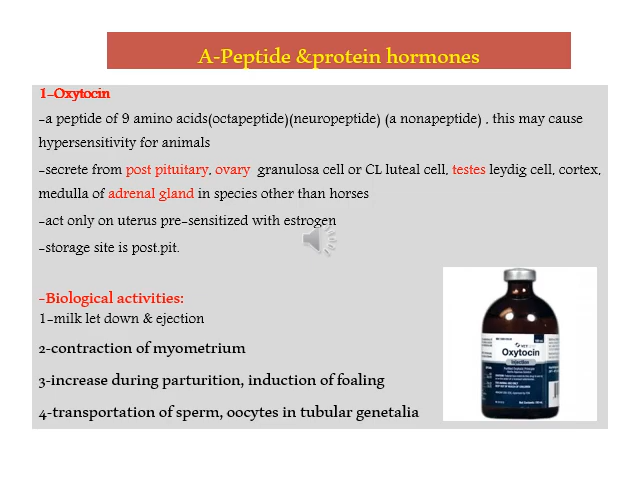 A-Peptide &protein hormones
1-Oxytocin
-a peptide of 9 amino acids(octapeptide)(neuropeptide) (a nonapeptide) , this may cause
hypersensitivity for animals
-secrete from post pituitary, ovary granulosa cell or CL luteal cell, testes leydig cell, cortex,
medulla of adrenal gland in species other than horses
-act only on uterus pre-sensitized with estrogen
-storage site is post.pit.
-Biological activities:
1-milk let down & ejection
2-contraction of myometrium
3-increase during parturition, induction of foaling
4-transportation of sperm, oocytes in tubular genetalia
Oxytocin
Injection